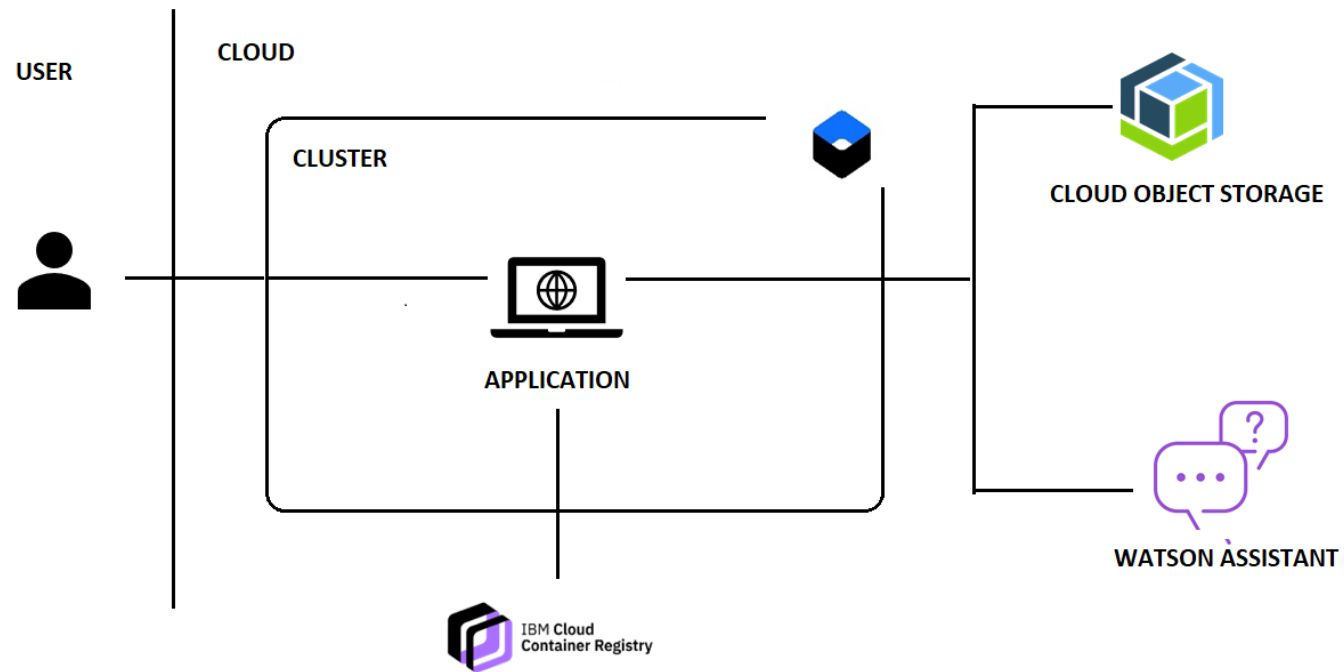 USER
CLOUD
CLUSTER
CLOUD OBJECT STORAGE
APPLICATION
?
WATSON ASSISTANT
IBM Cloud
Container Registry